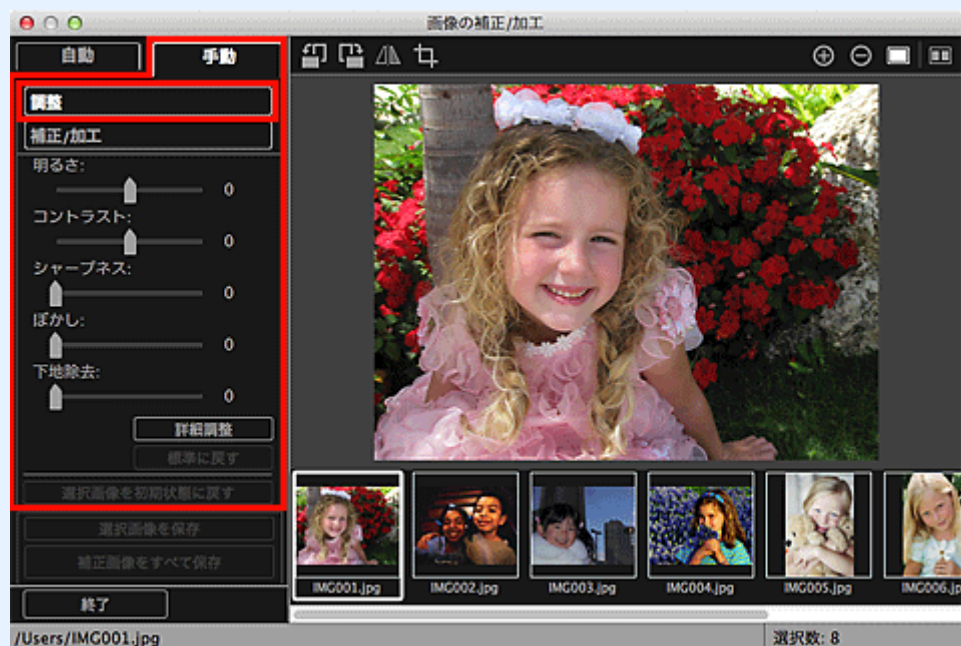 画像の補正/加工
自動
手動
調整
補正/加工
明るさ:
0
コントラスト:
0
シャープネス:
0
ぼかし:
0
下地除去:
0
詳細調整
標準に戻す
選択画像を初期状態に戻す
選択画像を保存
補正画像をすべて保存
終了
IMG001.jpg
IMG002.jpg
IMG003.jpg
IMG004.jpg
IMG005.jpg
IMG006.jp
/Users/IMG001.jpg
選択数: 8